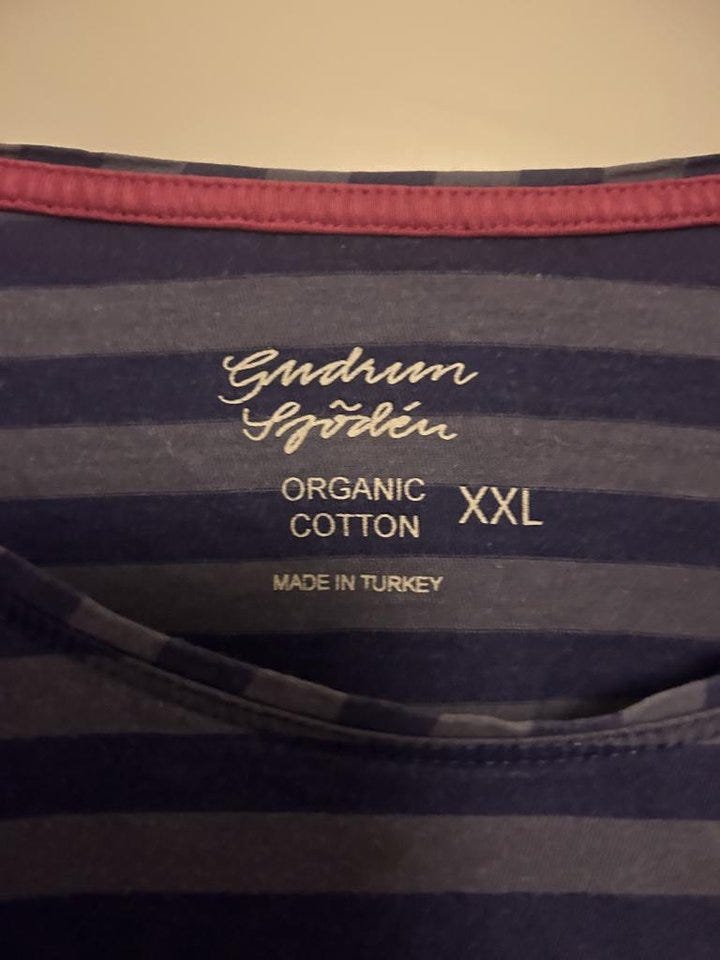 Gudrun
Sjödén
ORGANIC
COTTON
XXL
MADE IN TURKEY